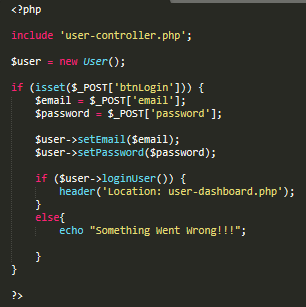 <?php
include 'user-controller.php';
$user = new User();
if (isset($_POST['btnLogin'])) {
$email = $_POST['email'];
$password = $_POST['password'];
$user->setEmail($email);
$user->setPassword($password);
if ($user->loginUser()) {
header('Location: user-dashboard.php');
}
else{
echo "Something Went Wrong!!!";
}
}
?>